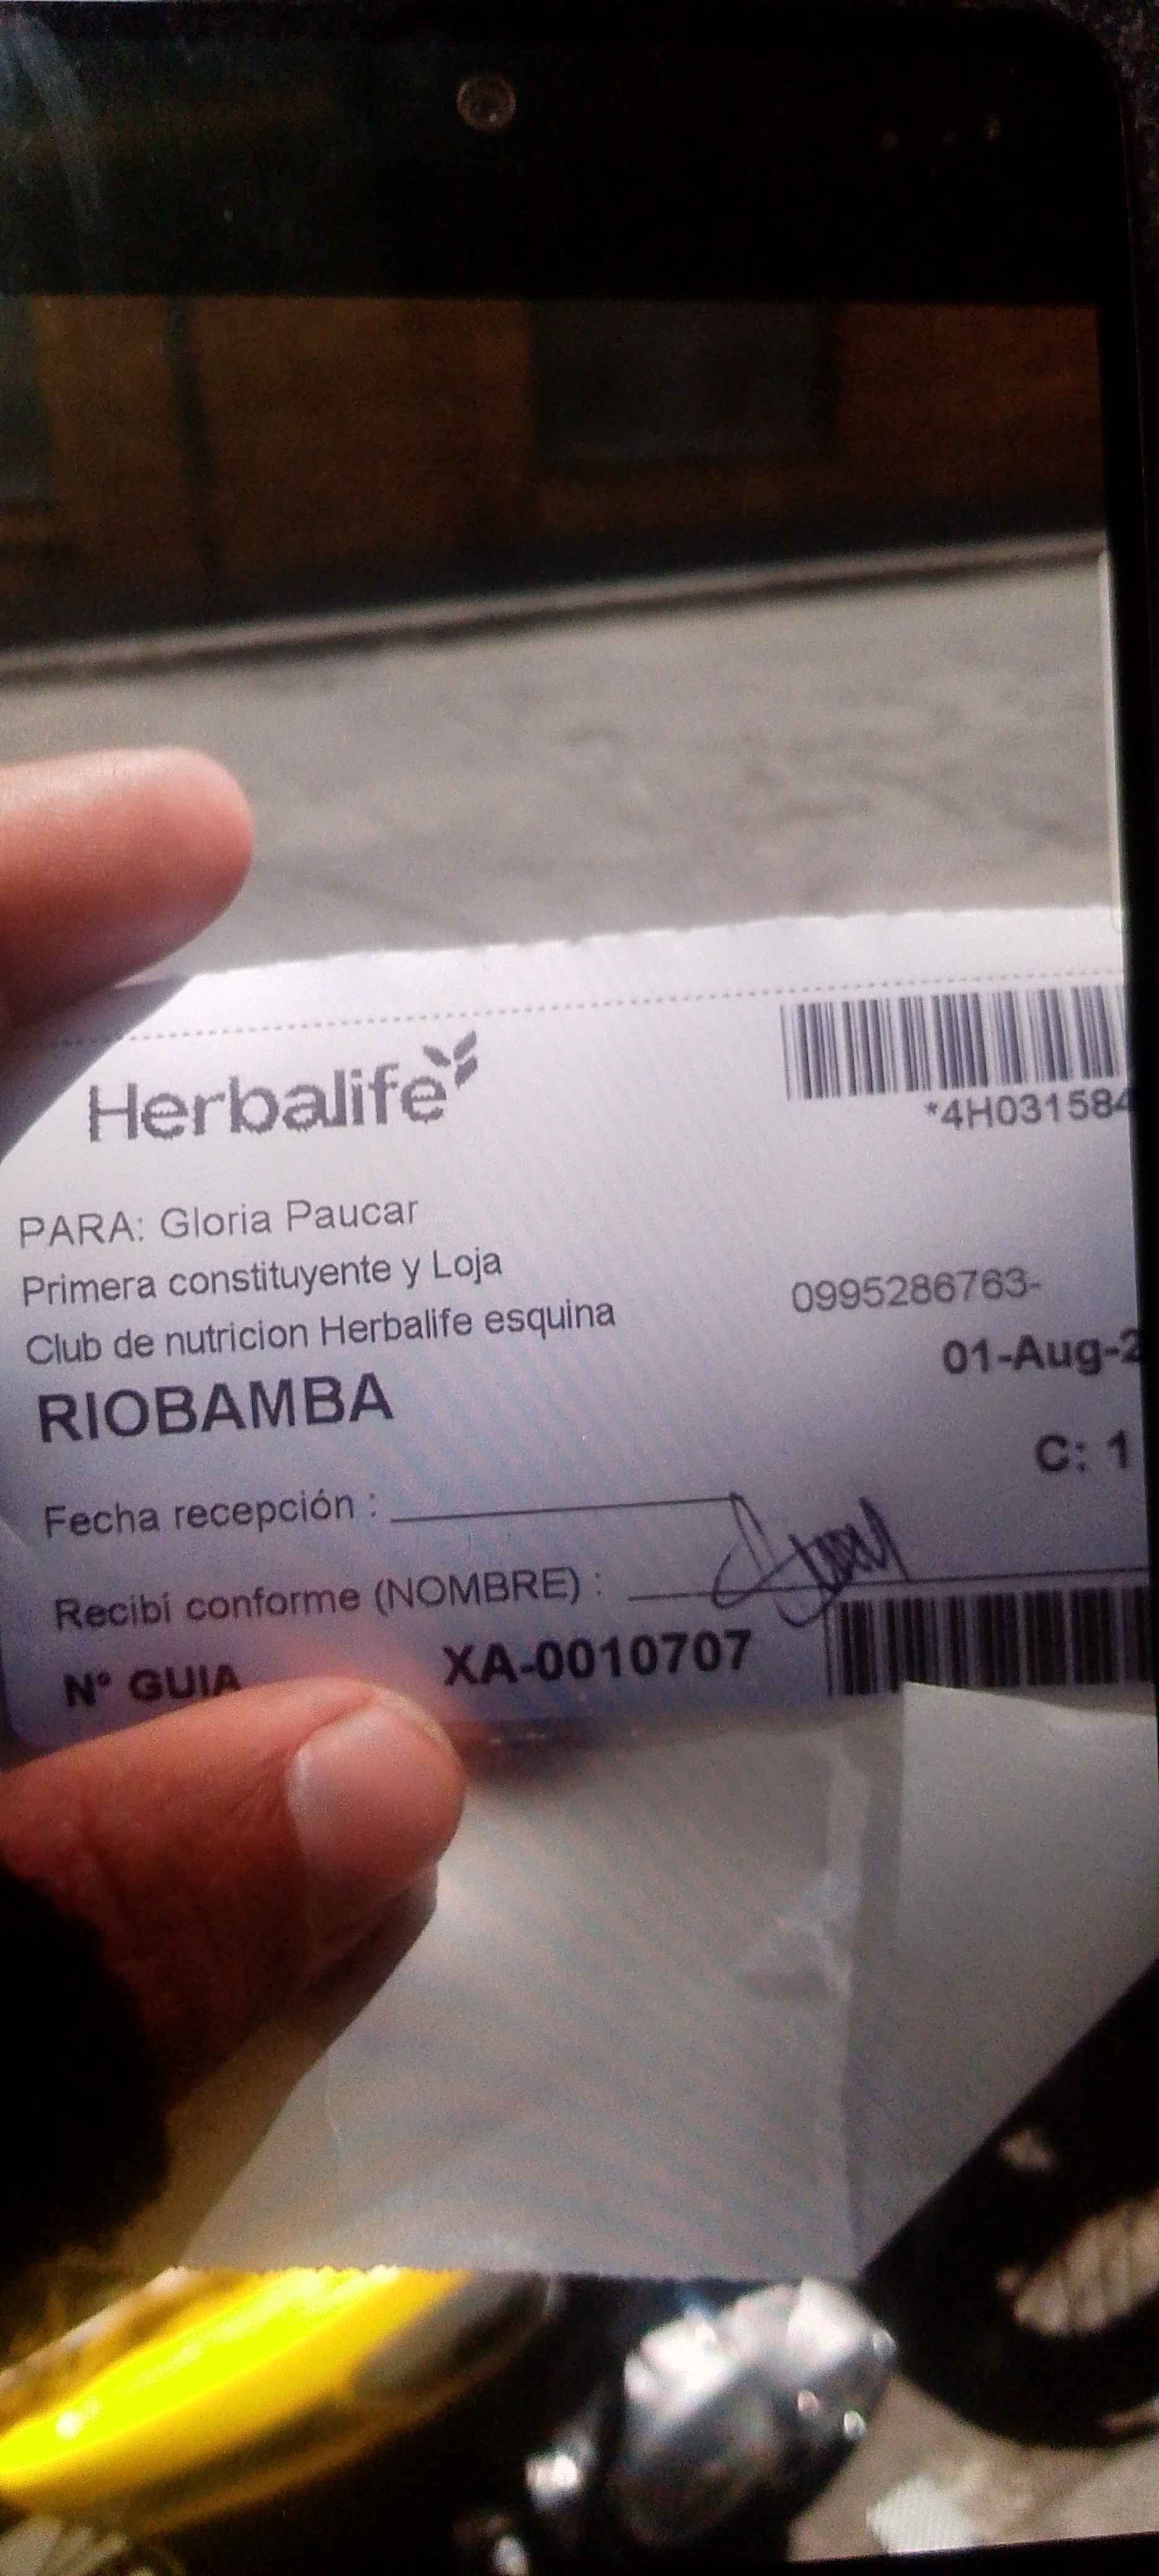 Herbalife
*4H031584
PARA: Gloria Paucar
Primera constituyente y Loja
0995286763-
Club de nutricion Herbalife esquina
01-Aug-2
RIOBAMBA
C: 1
Fecha recepción :
Recibí conforme (NOMBRE) :
Nº GUIA XA-0010707